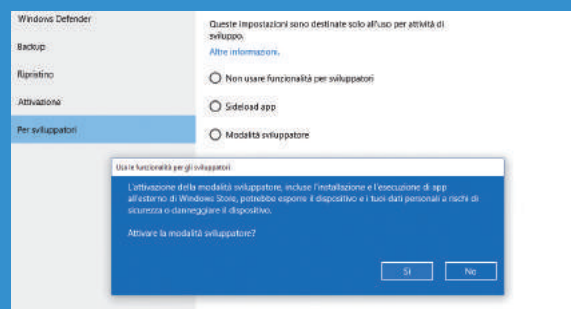 Windows Defender
Backup
Ripristino
Attivazione
Per sviluppatori
Queste impostazioni sono destinate solo all'uso per attività di
sviluppo.
Altre informazioni.
Non usare funzionalità per sviluppatori
Sideload app
Modalità sviluppatore
Usa le funzionalità per gli sviluppatori
L'attivazione della modalità sviluppatore, incluse l'installazione e l'esecuzione di app
all'esterno di Windows Store, potrebbe esporre il dispositivo e i tuoi dati personali a rischi di
sicurezza o danneggiare il dispositivo.
Attivare la modalità sviluppatore?
Sì
No